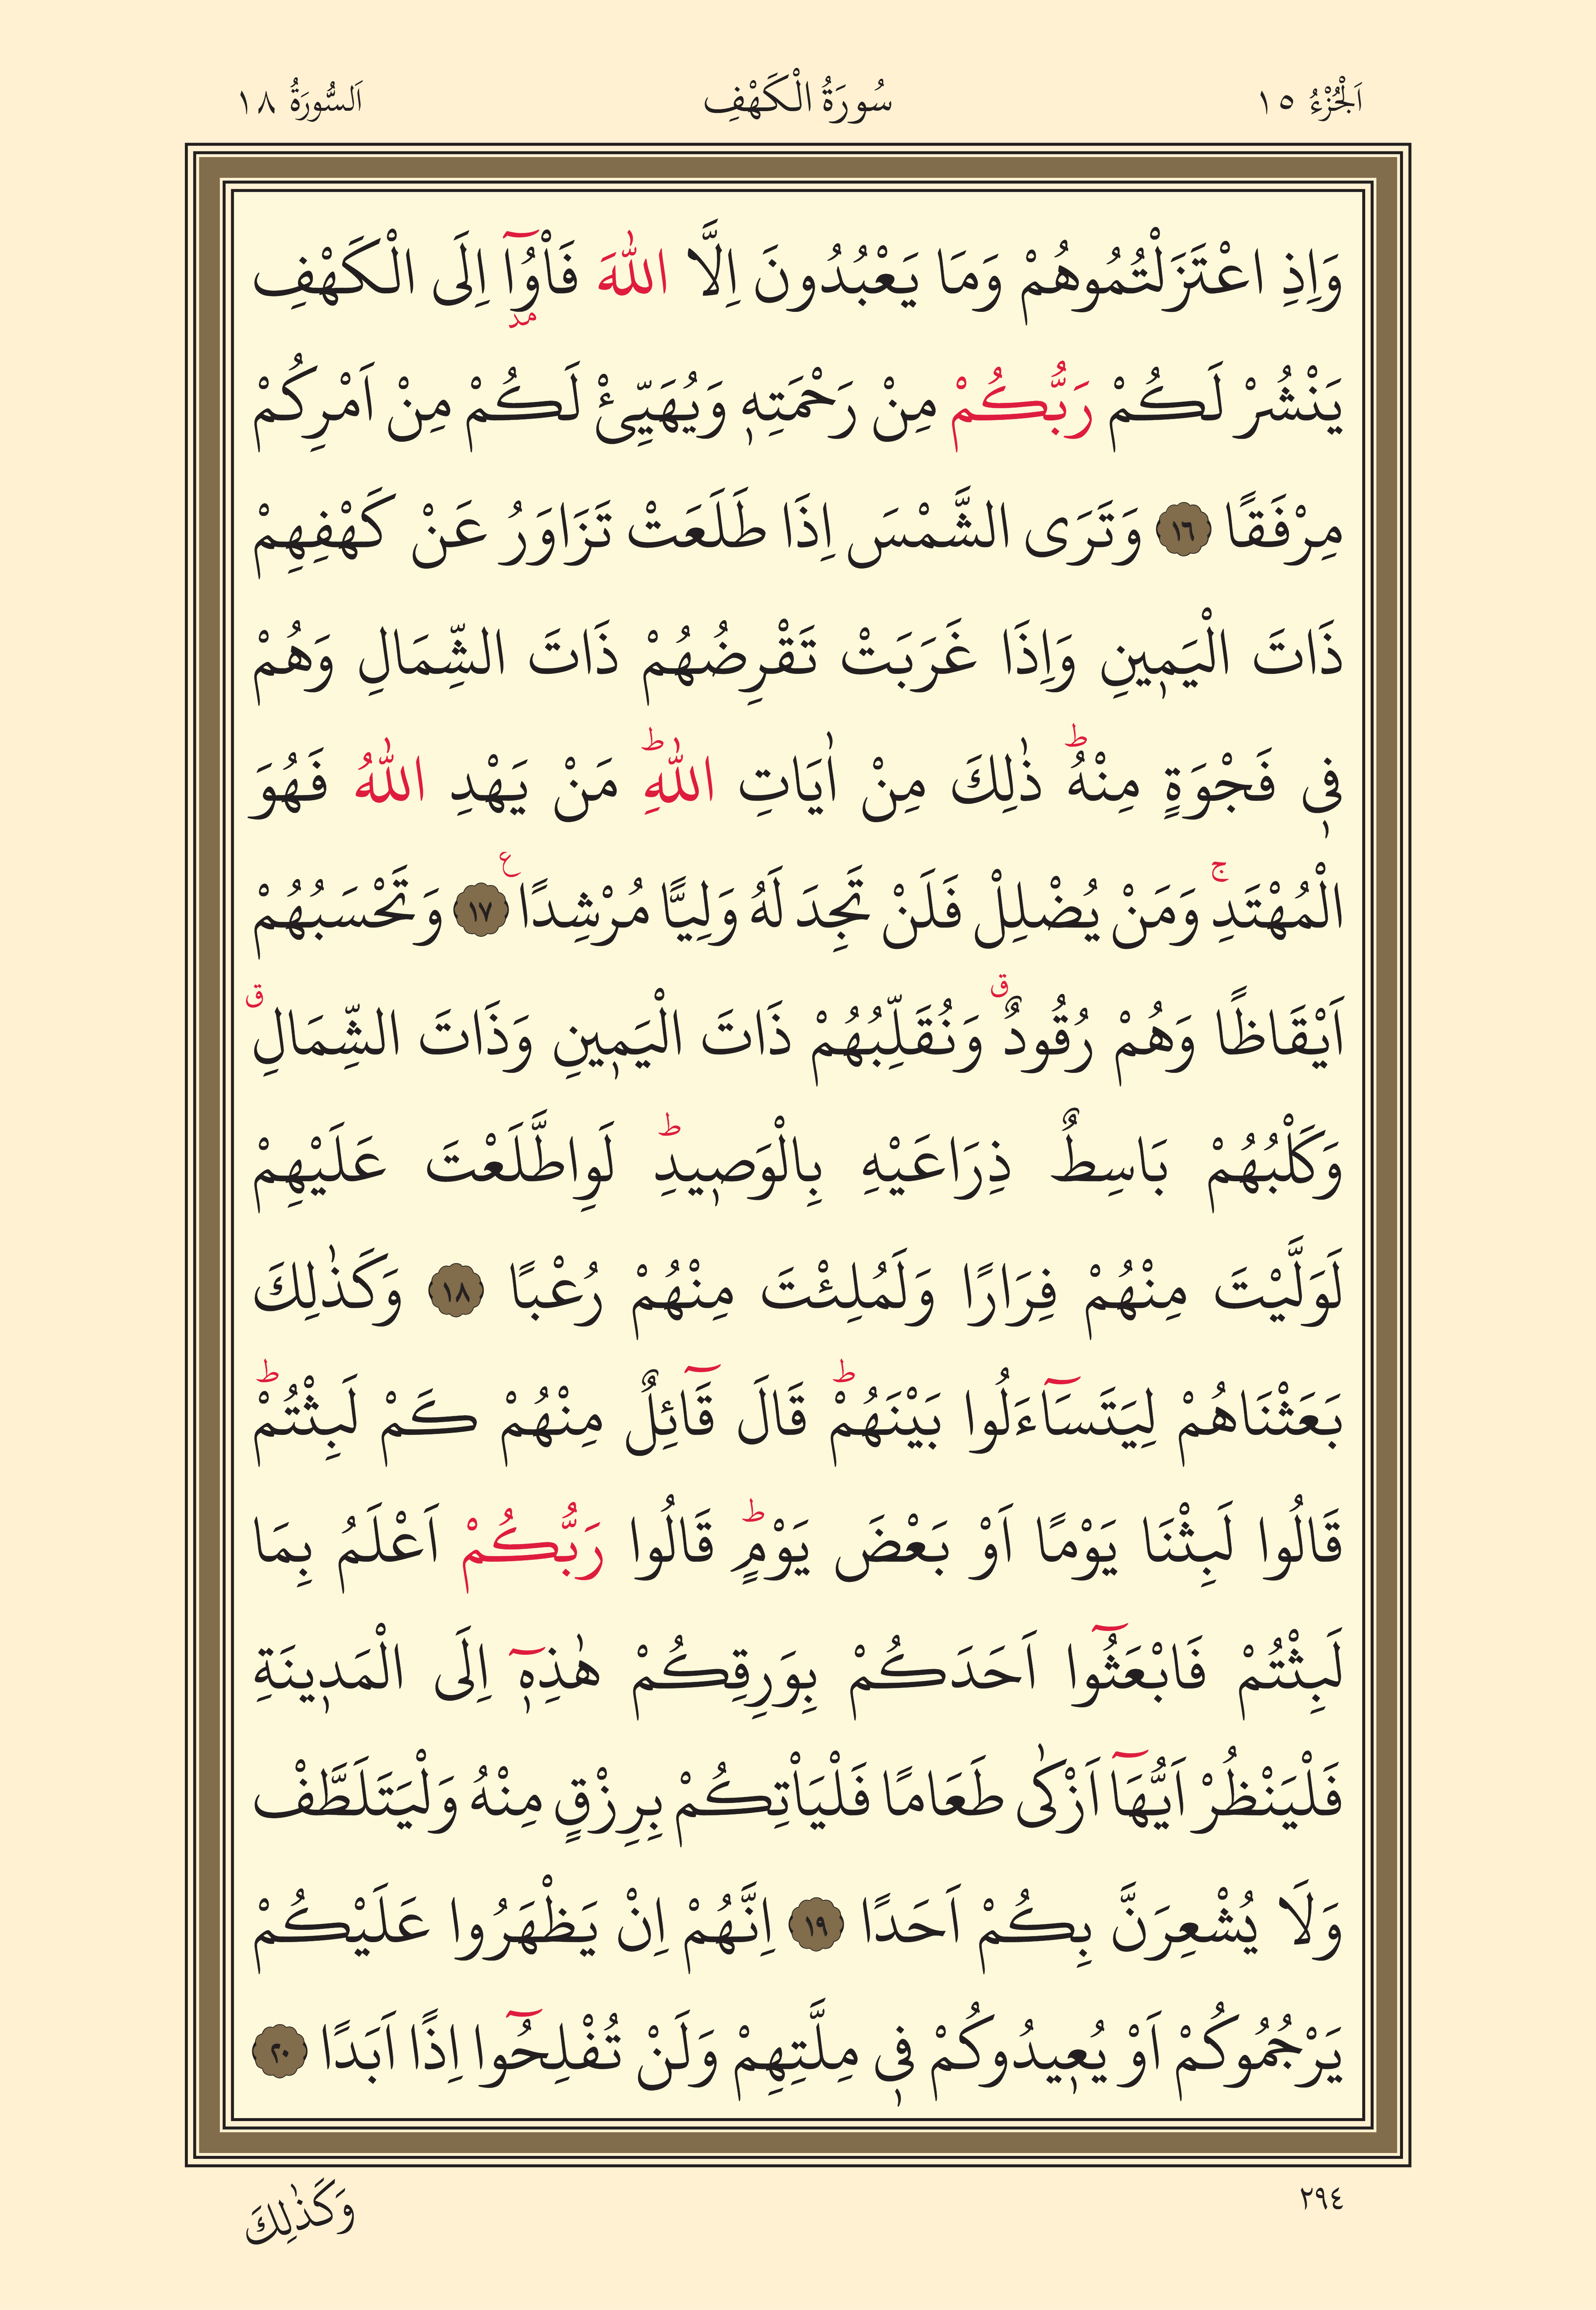 اَلْجُزْءُ ١٥ سُورَةُ الْكَهْفِ اَلسُّورَةُ ١٨
وَاِذِ اعْتَزَلْتُمُوهُمْ وَمَا يَعْبُدُونَ اِلَّا اللّٰهَ فَاْوُ۫ٓا اِلَى الْكَهْفِ
مد
يَنْشُرْ لَكُمْ رَبُّكُمْ مِنْ رَحْمَتِه۪ وَيُهَيِّئْ لَكُمْ مِنْ اَمْرِكُمْ
مِرْفَقًا ﴿١٦﴾ وَتَرَى الشَّمْسَ اِذَا طَلَعَتْ تَزَاوَرُ عَنْ كَهْفِهِمْ
ذَاتَ الْيَم۪ينِ وَاِذَا غَرَبَتْ تَقْرِضُهُمْ ذَاتَ الشِّمَالِ وَهُمْ
ف۪ي فَجْوَةٍ مِنْهُۜ ذٰلِكَ مِنْ اٰيَاتِ اللّٰهِۜ مَنْ يَهْدِ اللّٰهُ فَهُوَ
الْمُهْتَدِۚ وَمَنْ يُضْلِلْ فَلَنْ تَجِدَ لَهُ وَلِيًّا مُرْشِدًا۟ ﴿١٧﴾ وَتَحْسَبُهُمْ
اَيْقَاظًا وَهُمْ رُقُودٌۗ وَنُقَلِّبُهُمْ ذَاتَ الْيَم۪ينِ وَذَاتَ الشِّمَالِۗ
وَكَلْبُهُمْ بَاسِطٌ ذِرَاعَيْهِ بِالْوَص۪يدِۜ لَوِاطَّلَعْتَ عَلَيْهِمْ
لَوَلَّيْتَ مِنْهُمْ فِرَارًا وَلَمُلِئْتَ مِنْهُمْ رُعْبًا ﴿١٨﴾ وَكَذٰلِكَ
بَعَثْنَاهُمْ لِيَتَسَآءَلُوا بَيْنَهُمْۜ قَالَ قَآئِلٌ مِنْهُمْ كَمْ لَبِثْتُمْۜ
قَالُوا لَبِثْنَا يَوْمًا اَوْ بَعْضَ يَوْمٍۜ قَالُوا رَبُّكُمْ اَعْلَمُ بِمَا
لَبِثْتُمْ فَابْعَثُٓوا اَحَدَكُمْ بِوَرِقِكُمْ هٰذِه۪ٓ اِلَى الْمَد۪ينَةِ
فَلْيَنْظُرْ اَيُّهَٓا اَزْكٰى طَعَامًا فَلْيَاْتِكُمْ بِرِزْقٍ مِنْهُ وَلْيَتَلَطَّفْ
وَلَا يُشْعِرَنَّ بِكُمْ اَحَدًا ﴿١٩﴾ اِنَّهُمْ اِنْ يَظْهَرُوا عَلَيْكُمْ
يَرْجُمُوكُمْ اَوْ يُع۪يدُوكُمْ ف۪ي مِلَّتِهِمْ وَلَنْ تُفْلِحُٓوا اِذًا اَبَدًا ﴿٢٠﴾
٢٩٤ وَكَذٰلِكَ